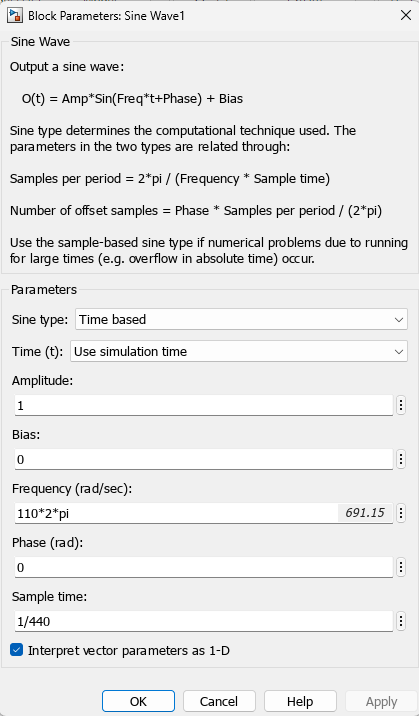 Block Parameters: Sine Wave1
Sine Wave
Output a sine wave:
O(t) = Amp*Sin(Freq*t+Phase) + Bias
Sine type determines the computational technique used. The
parameters in the two types are related through:
Samples per period = 2*pi / (Frequency * Sample time)
Number of offset samples = Phase * Samples per period / (2*pi)
Use the sample-based sine type if numerical problems due to running
for large times (e.g. overflow in absolute time) occur.
Parameters
Sine type: Time based
Time (t): Use simulation time
Amplitude:
1
Bias:
0
Frequency (rad/sec):
110*2*pi 691.15
Phase (rad):
0
Sample time:
1/440
Interpret vector parameters as 1-D
OK Cancel Help Apply